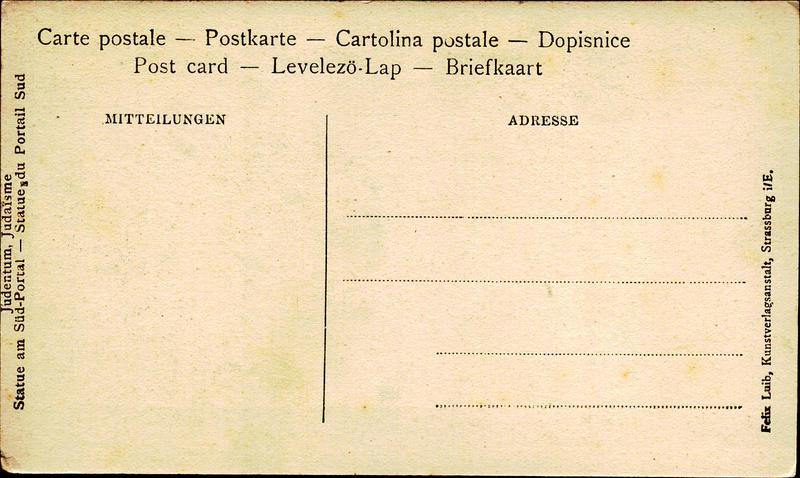 Carte postale — Postkarte — Cartolina postale — Dopisnice
Post card — Levelezö-Lap — Briefkaart
MITTEILUNGEN
ADRESSE
Judentum, Judaïsme
Statue am Süd-Portal — Statue du Portail Sud
Felix Luib, Kunstverlagsanstalt, Strassburg i/E.